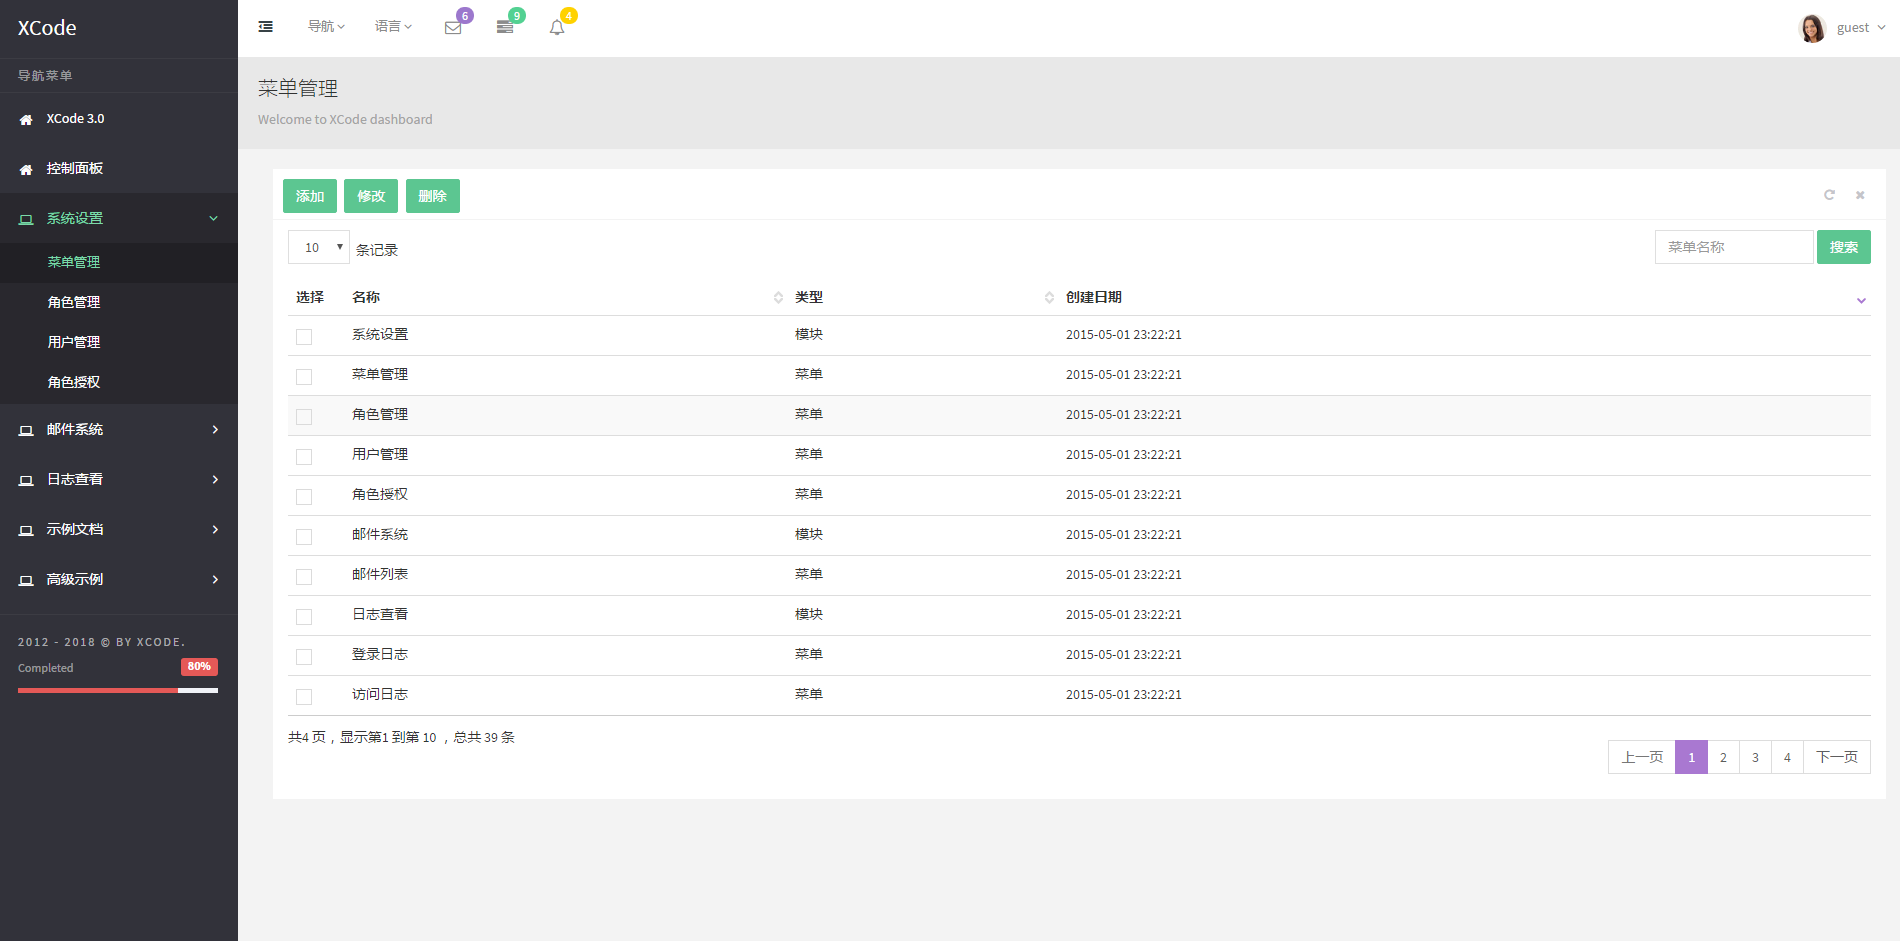 XCode
导航菜单
XCode 3.0
控制面板
系统设置
菜单管理
角色管理
用户管理
角色授权
邮件系统
日志查看
示例文档
高级示例
2012 - 2018 © BY XCODE.
Completed 80%
导航 语言 6 9 4 guest
菜单管理
Welcome to XCode dashboard
添加 修改 删除
10 条记录 菜单名称 搜索
选择 名称 类型 创建日期
系统设置 模块 2015-05-01 23:22:21
菜单管理 菜单 2015-05-01 23:22:21
角色管理 菜单 2015-05-01 23:22:21
用户管理 菜单 2015-05-01 23:22:21
角色授权 菜单 2015-05-01 23:22:21
邮件系统 模块 2015-05-01 23:22:21
邮件列表 菜单 2015-05-01 23:22:21
日志查看 模块 2015-05-01 23:22:21
登录日志 菜单 2015-05-01 23:22:21
访问日志 菜单 2015-05-01 23:22:21
共4 页，显示第1 到第 10 ，总共 39 条
上一页 1 2 3 4 下一页